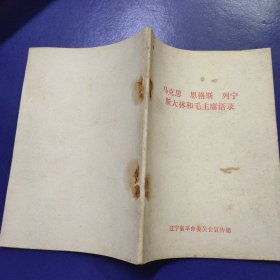 马克思 恩格斯 列宁
斯大林和毛主席语录
辽宁省革命委员会宣传组